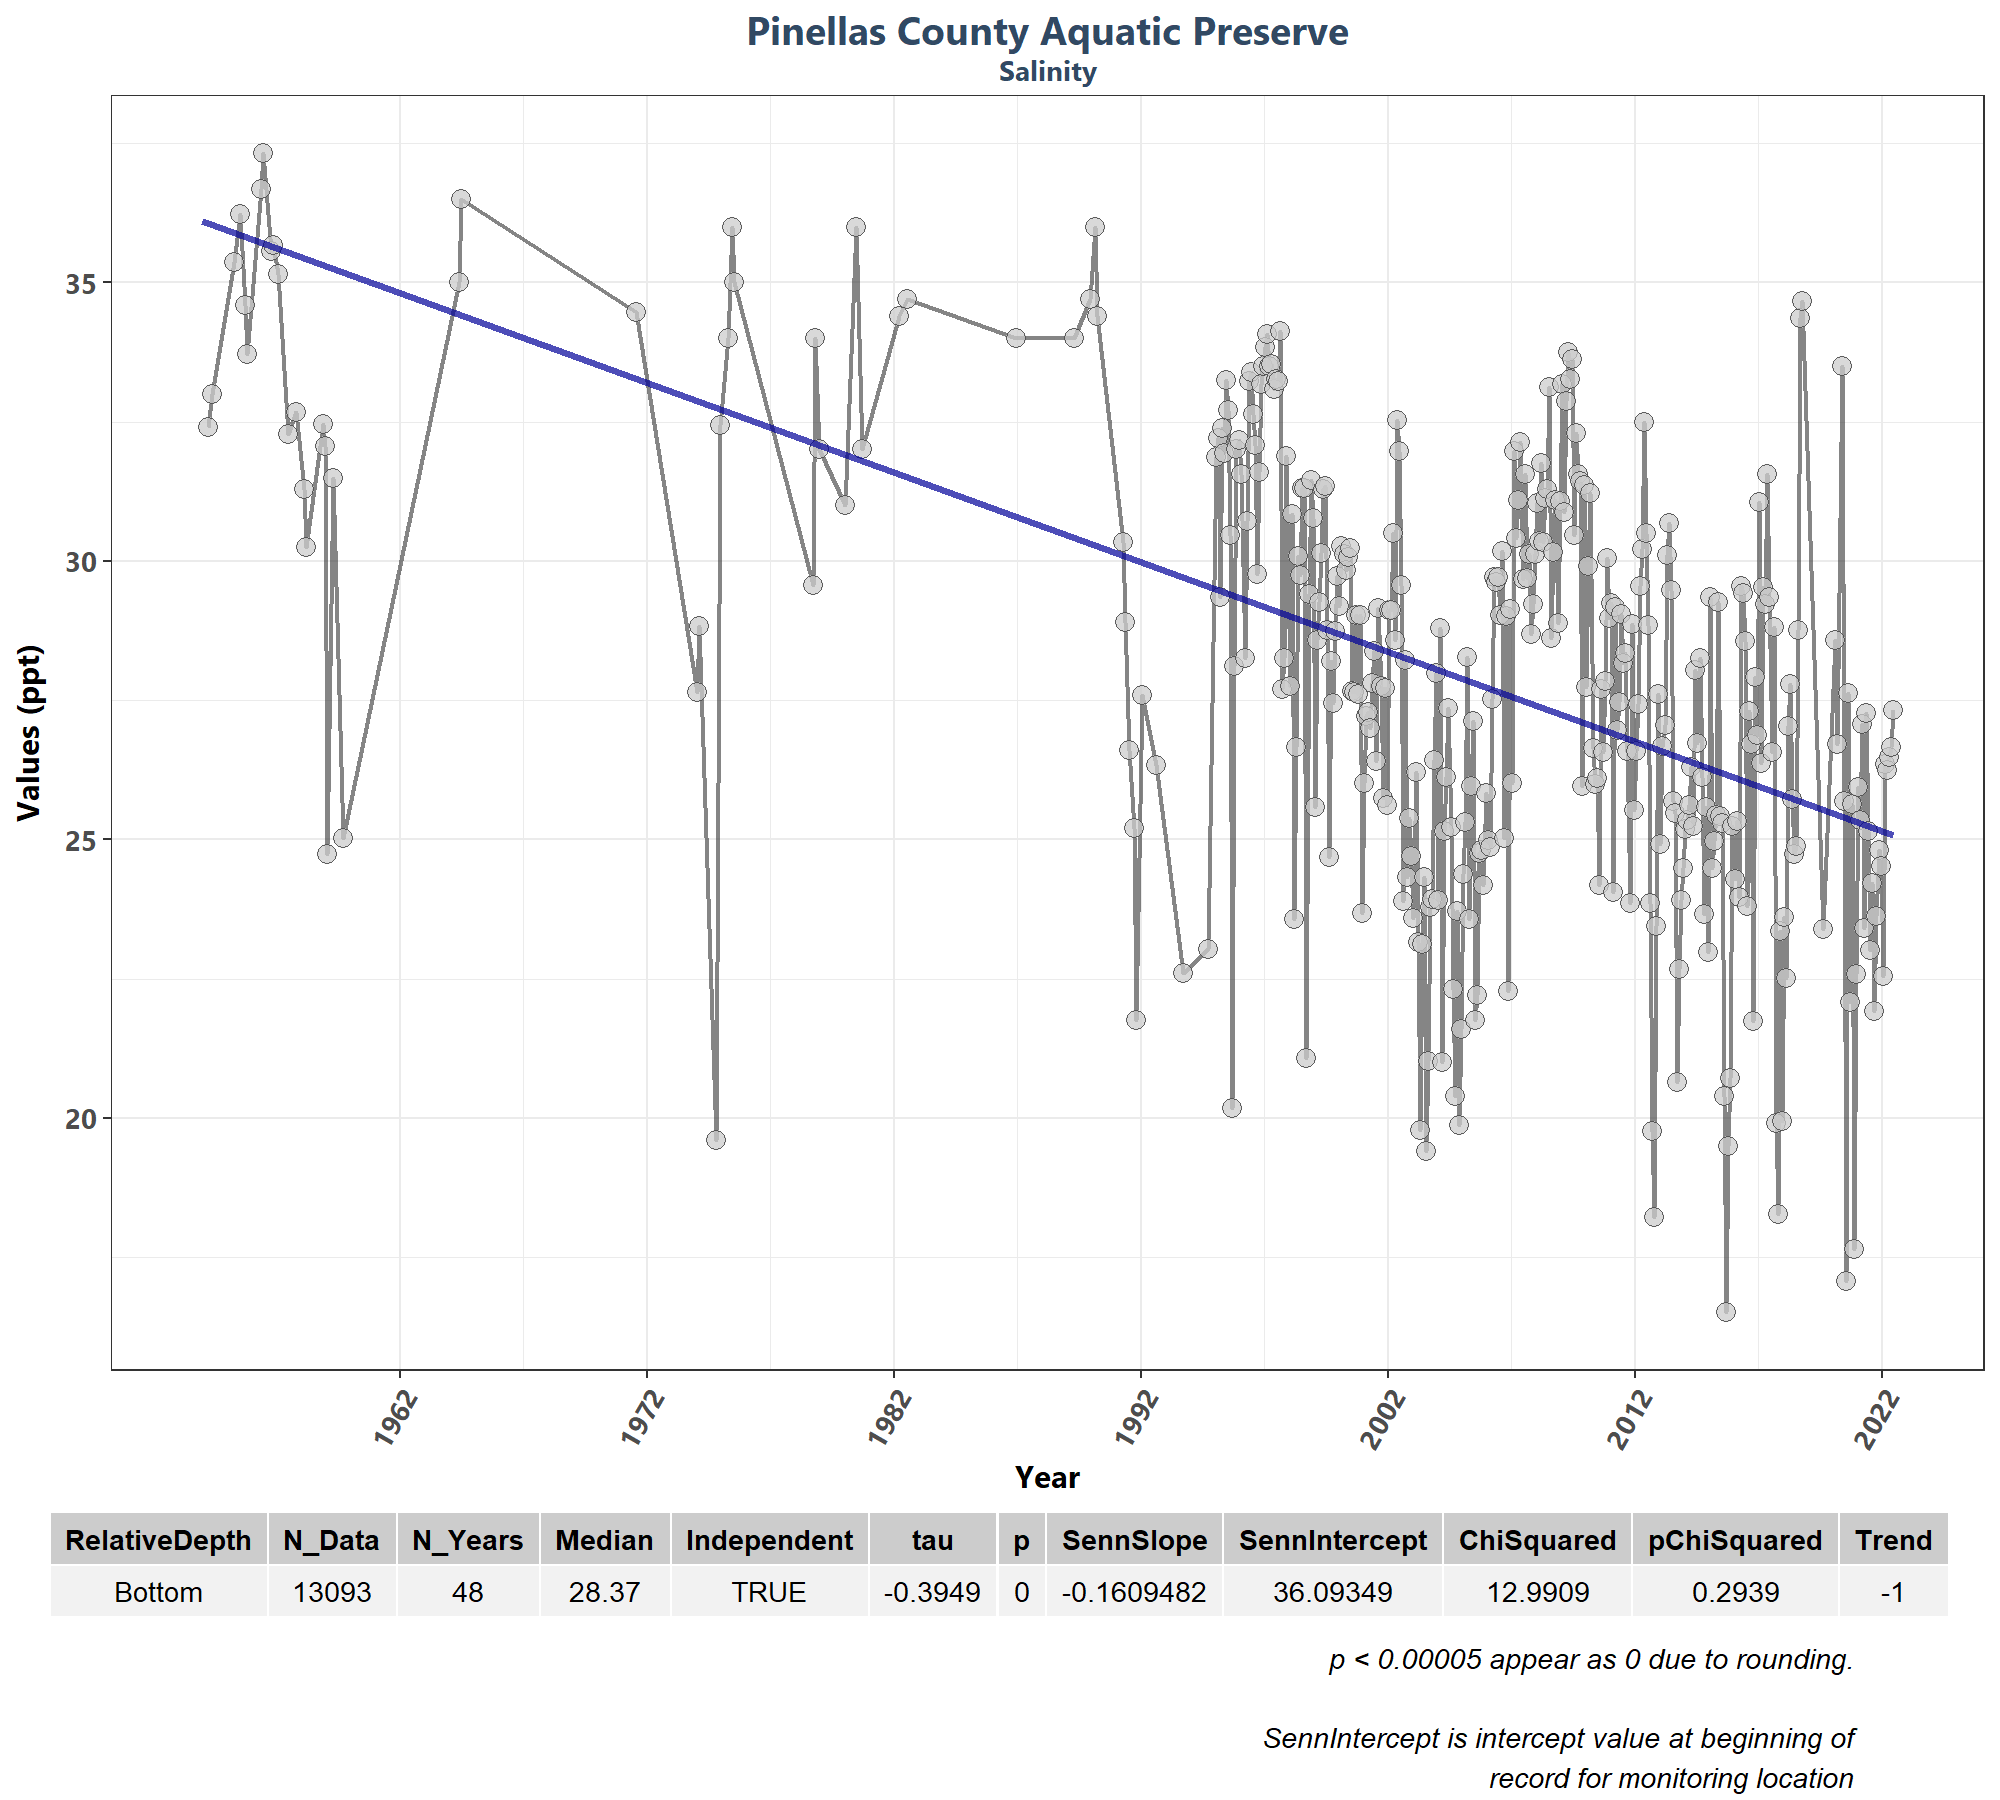 Pinellas County Aquatic Preserve
Salinity
Values (ppt)
35
30
25
20
1962 1972 1982 1992 2002 2012 2022
Year
RelativeDepth N_Data N_Years Median Independent tau p SennSlope SennIntercept ChiSquared pChiSquared Trend
Bottom 13093 48 28.37 TRUE -0.3949 0 -0.1609482 36.09349 12.9909 0.2939 -1
p < 0.00005 appear as 0 due to rounding.
SennIntercept is intercept value at beginning of
record for monitoring location